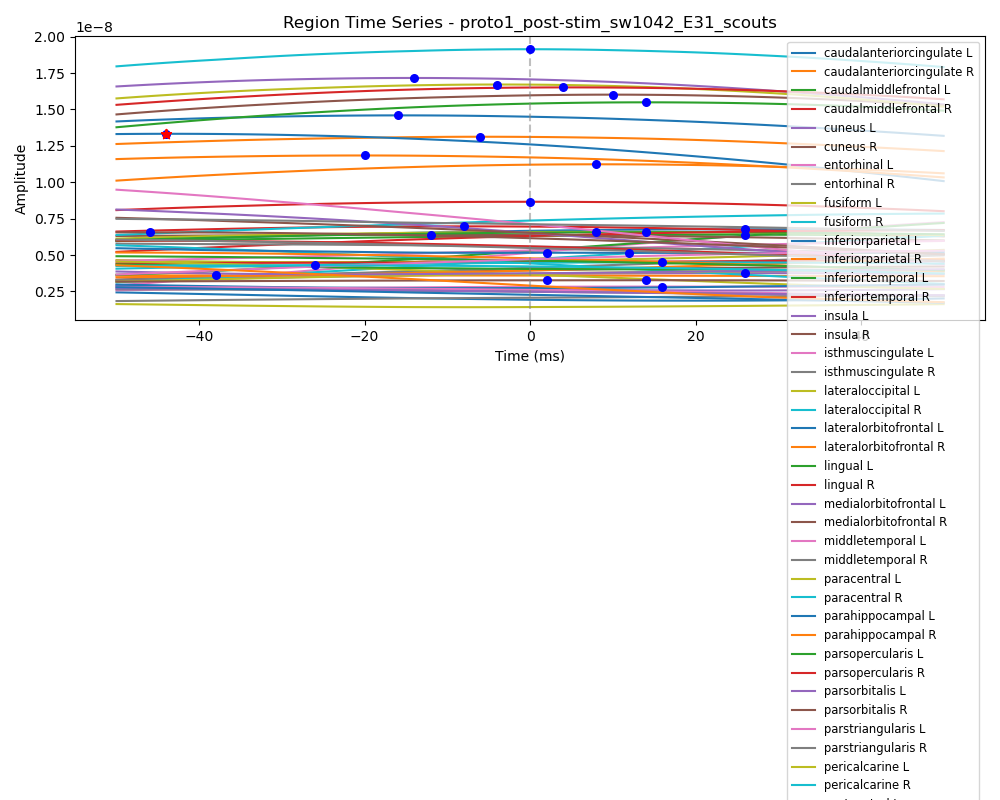 Region Time Series - proto1_post-stim_sw1042_E31_scouts
1e−8
2.00
1.75
1.50
1.25
1.00
0.75
0.50
0.25
Amplitude
−40
−20
0
20
Time (ms)
caudalanteriorcingulate L
caudalanteriorcingulate R
caudalmiddlefrontal L
caudalmiddlefrontal R
cuneus L
cuneus R
entorhinal L
entorhinal R
fusiform L
fusiform R
inferiorparietal L
inferiorparietal R
inferiortemporal L
inferiortemporal R
insula L
insula R
isthmuscingulate L
isthmuscingulate R
lateraloccipital L
lateraloccipital R
lateralorbitofrontal L
lateralorbitofrontal R
lingual L
lingual R
medialorbitofrontal L
medialorbitofrontal R
middletemporal L
middletemporal R
paracentral L
paracentral R
parahippocampal L
parahippocampal R
parsopercularis L
parsopercularis R
parsorbitalis L
parsorbitalis R
parstriangularis L
parstriangularis R
pericalcarine L
pericalcarine R